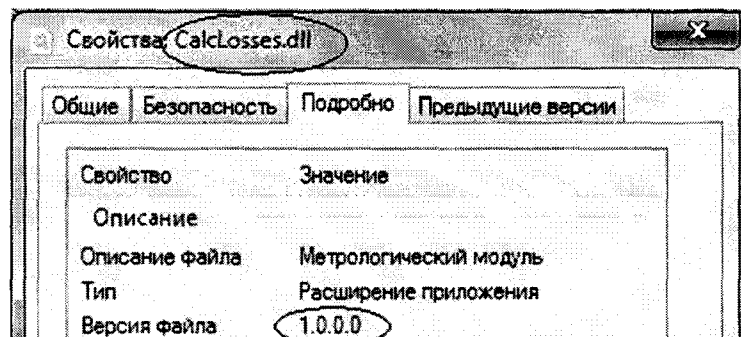 Свойства: CalcLosses.dll
Общие Безопасность Подробно Предыдущие версии
Свойство Значение
Описание
Описание файла Метрологический модуль
Тип Расширение приложения
Версия файла 1.0.0.0